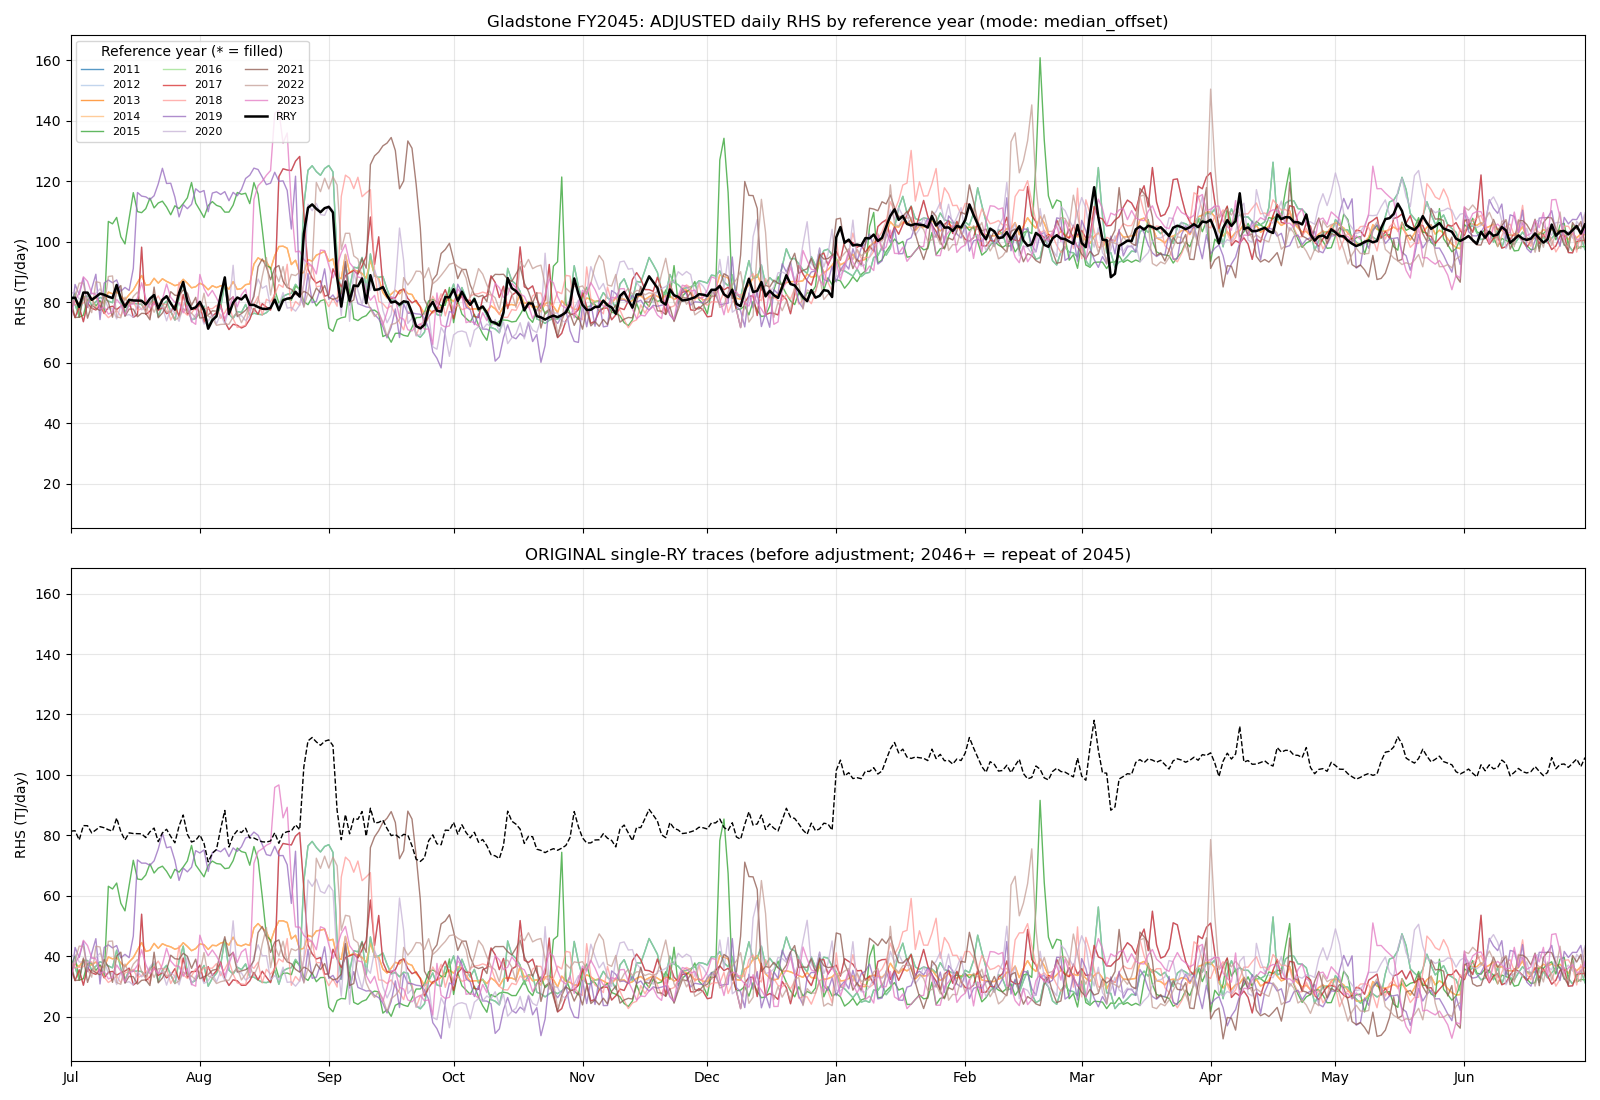 Gladstone FY2045: ADJUSTED daily RHS by reference year (mode: median_offset)
RHS (TJ/day)
160
140
120
100
80
60
40
20
Reference year (* = filled)
2011 2016 2021
2012 2017 2022
2013 2018 2023
2014 2019 RRY
2015 2020
ORIGINAL single-RY traces (before adjustment; 2046+ = repeat of 2045)
RHS (TJ/day)
160
140
120
100
80
60
40
20
Jul Aug Sep Oct Nov Dec Jan Feb Mar Apr May Jun